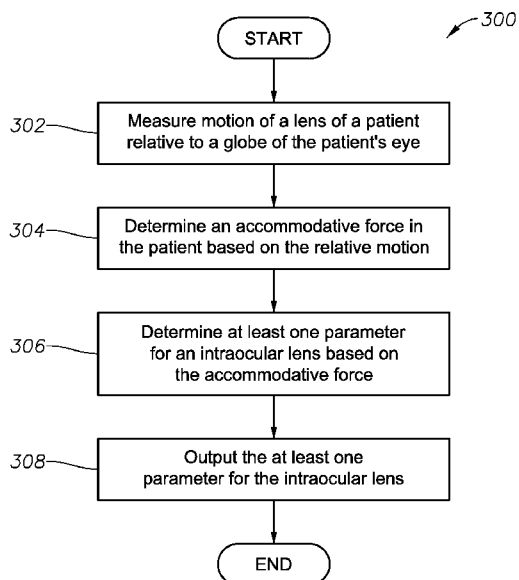 300
START
302
Measure motion of a lens of a patient
relative to a globe of the patient's eye
304
Determine an accommodative force in
the patient based on the relative motion
306
Determine at least one parameter
for an intraocular lens based on
the accommodative force
308
Output the at least one
parameter for the intraocular lens
END